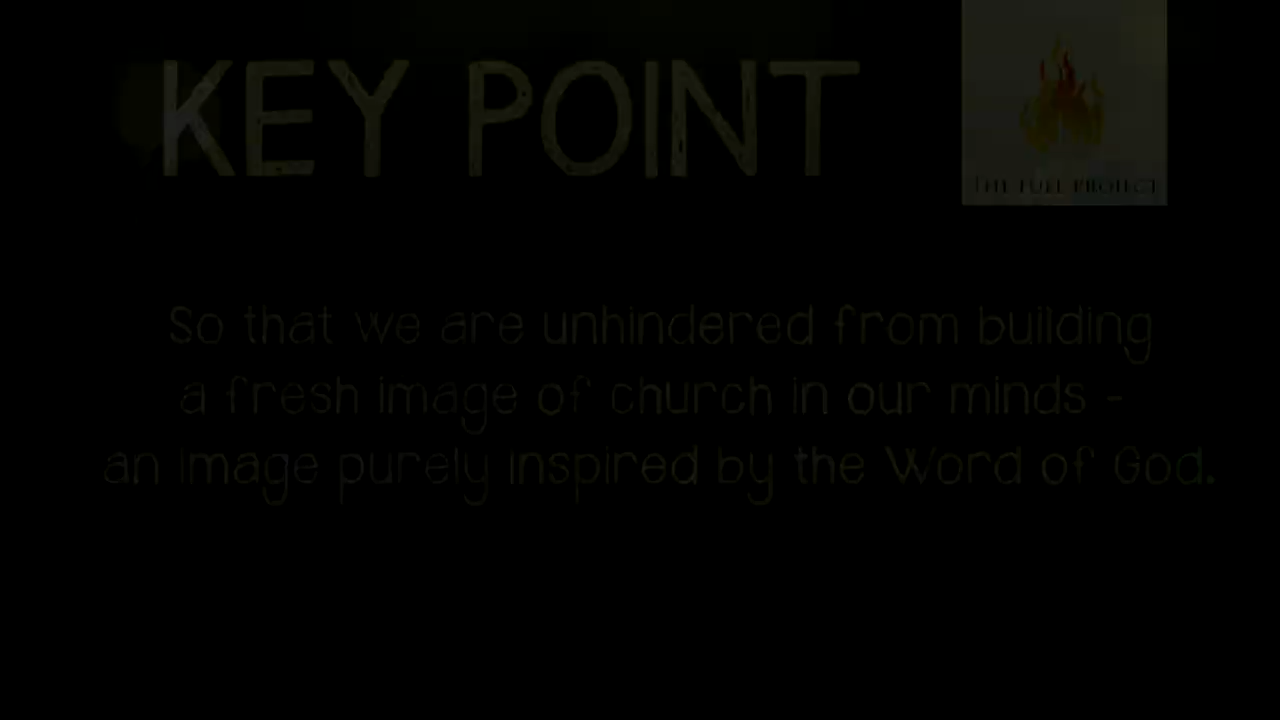 KEY POINT
THE FUEL PROJECT
So that we are unhindered from building
a fresh image of church in our minds -
an image purely inspired by the Word of God.